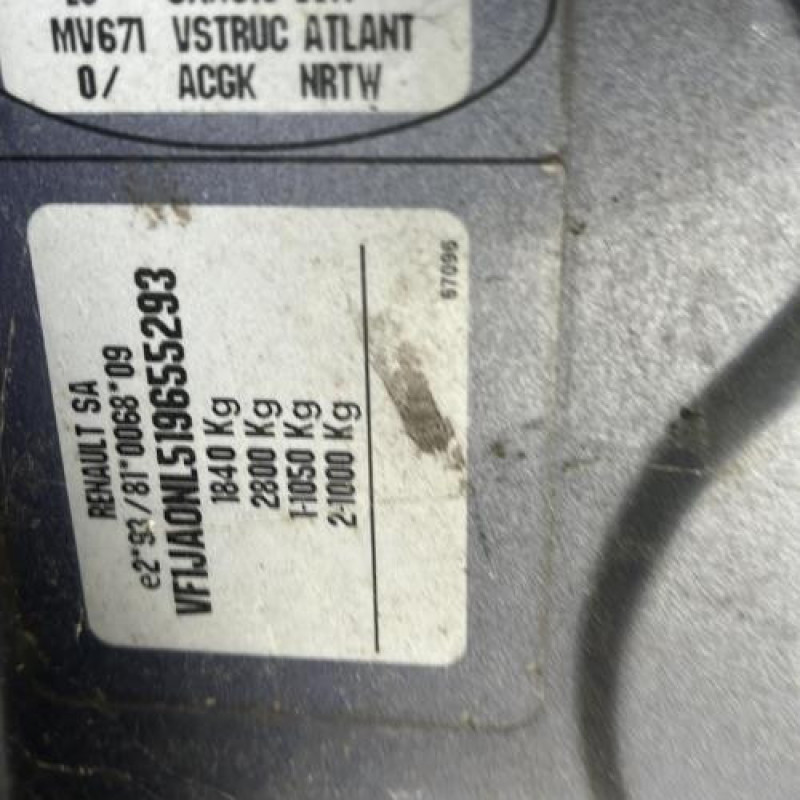 MV671 VSTRUC ATLANT
0/ ACGK NRTW
RENAULT SA
e2*93/81*0068*09
VF1JA0NL519655293
1840 Kg
2800 Kg
1-1050 Kg
2-1000 Kg
67096